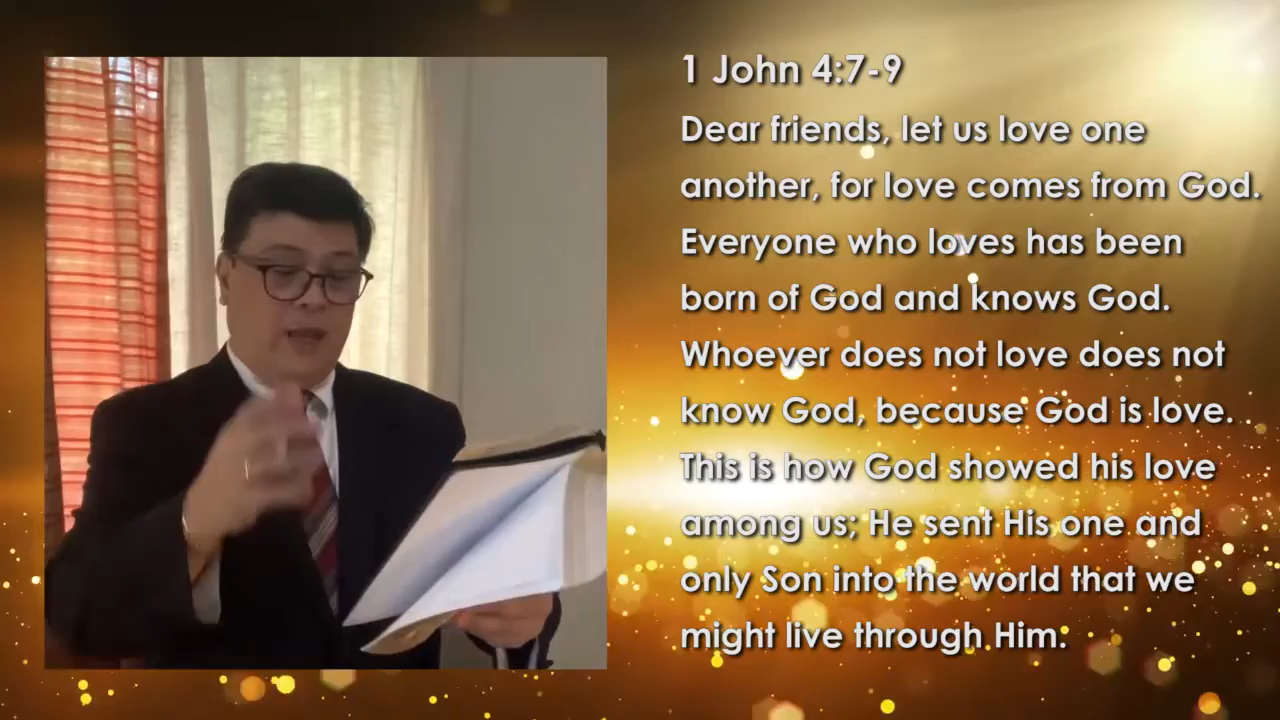 1 John 4:7-9
Dear friends, let us love one
another, for love comes from God.
Everyone who loves has been
born of God and knows God.
Whoever does not love does not
know God, because God is love.
This is how God showed his love
among us; He sent His one and
only Son into the world that we
might live through Him.